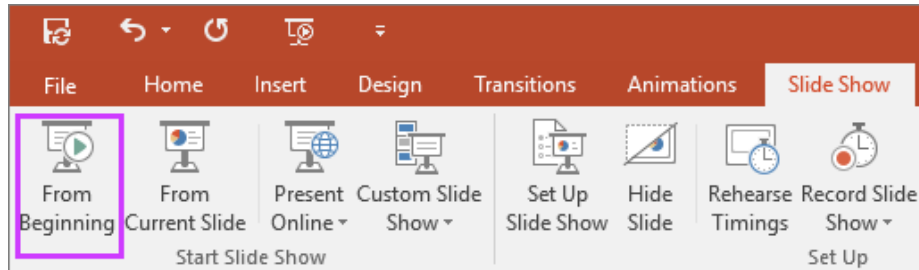 File Home Insert Design Transitions Animations Slide Show
From Beginning
From Current Slide
Present Online
Custom Slide Show
Set Up Slide Show
Hide Slide
Rehearse Timings
Record Slide Show
Start Slide Show
Set Up